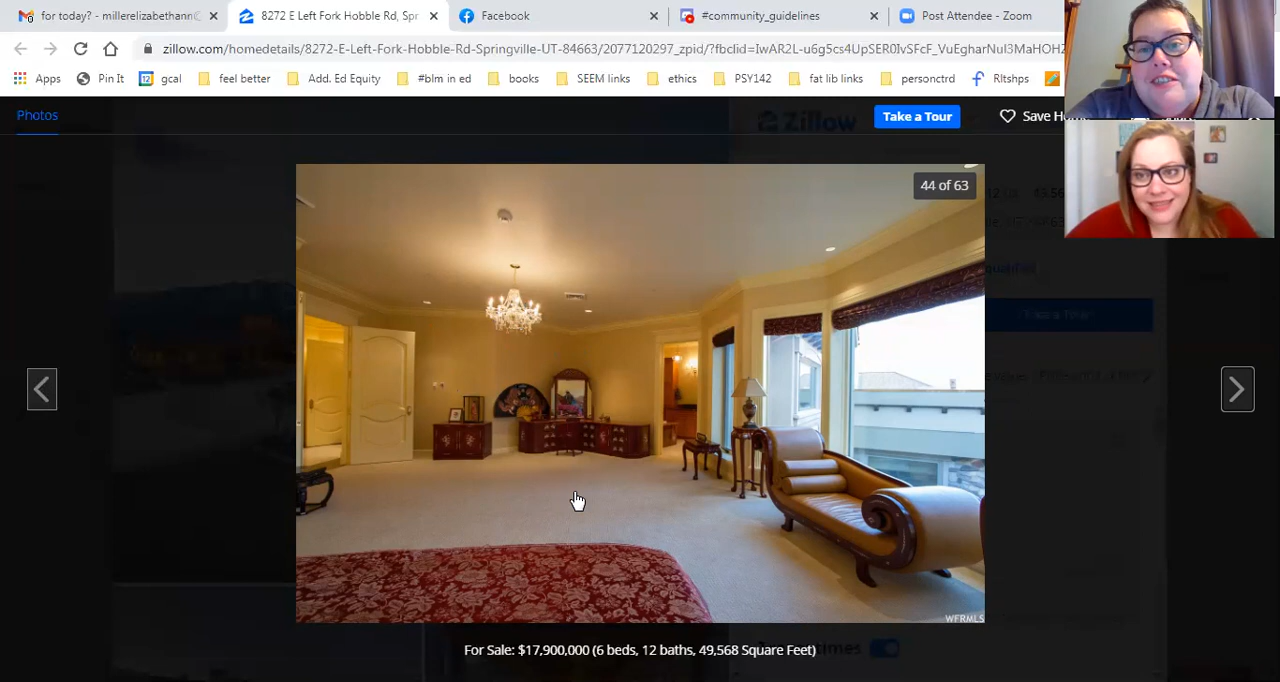 for today? - millerelizabethann@
8272 E Left Fork Hobble Rd, Spr
Facebook
#community_guidelines
Post Attendee - Zoom
zillow.com/homedetails/8272-E-Left-Fork-Hobble-Rd-Springville-UT-84663/2077120297_zpid/?fbclid=
Apps
Pin It
gcal
feel better
Add. Ed Equity
#blm in ed
books
SEEM links
ethics
PSY142
fat lib links
personctrd
Rltshps
Photos
Zillow
Take a Tour
Save
44 of 63
WFRMLS
For Sale: $17,900,000 (6 beds, 12 baths, 49,568 Square Feet)